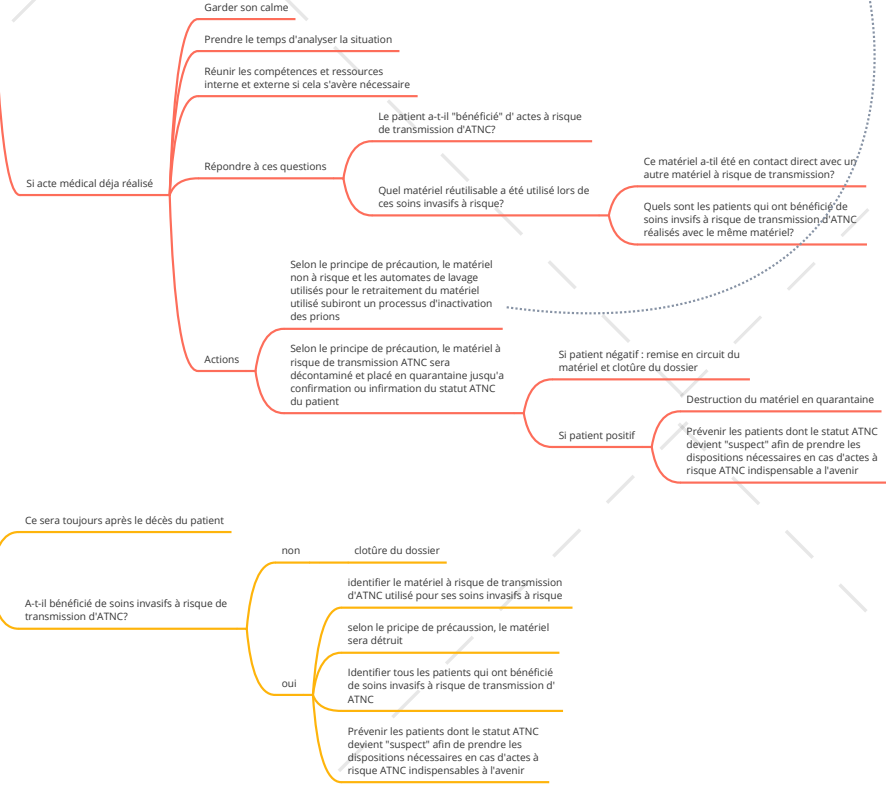 Garder son calme
Prendre le temps d'analyser la situation
Réunir les compétences et ressources
interne et externe si cela s'avère nécessaire
Si acte médical déja réalisé
Répondre à ces questions
Le patient a-t-il "bénéficié" d' actes à risque
de transmission d'ATNC?
Quel matériel réutilisable a été utilisé lors de
ces soins invasifs à risque?
Ce matériel a-til été en contact direct avec un
autre matériel à risque de transmission?
Quels sont les patients qui ont bénéficié de
soins invsifs à risque de transmission d'ATNC
réalisés avec le même matériel?
Actions
Selon le principe de précaution, le matériel
non à risque et les automates de lavage
utilisés pour le retraitement du matériel
utilisé subiront un processus d'inactivation
des prions
Selon le principe de précaution, le matériel à
risque de transmission ATNC sera
décontaminé et placé en quarantaine jusqu'a
confirmation ou infirmation du statut ATNC
du patient
Si patient négatif : remise en circuit du
matériel et clotûre du dossier
Si patient positif
Destruction du matériel en quarantaine
Prévenir les patients dont le statut ATNC
devient "suspect" afin de prendre les
dispositions nécessaires en cas d'actes à
risque ATNC indispensable a l'avenir
Ce sera toujours après le décès du patient
A-t-il bénéficié de soins invasifs à risque de
transmission d'ATNC?
non
clotûre du dossier
oui
identifier le matériel à risque de transmission
d'ATNC utilisé pour ses soins invasifs à risque
selon le pricipe de précaussion, le matériel
sera détruit
Identifier tous les patients qui ont bénéficié
de soins invasifs à risque de transmission d'
ATNC
Prévenir les patients dont le statut ATNC
devient "suspect" afin de prendre les
dispositions nécessaires en cas d'actes à
risque ATNC indispensables à l'avenir